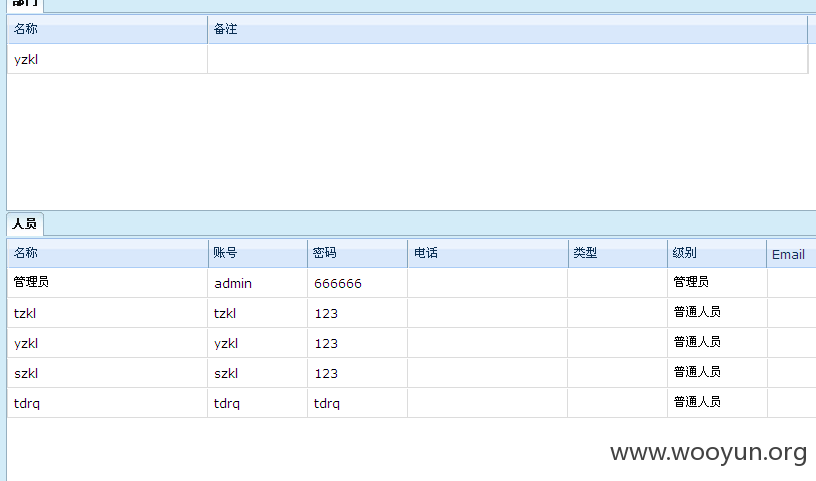 部门
名称 备注
yzkl
人员
名称 账号 密码 电话 类型 级别 Email
管理员 admin 666666 管理员
tzkl tzkl 123 普通人员
yzkl yzkl 123 普通人员
szkl szkl 123 普通人员
tdrq tdrq tdrq 普通人员
www.wooyun.org